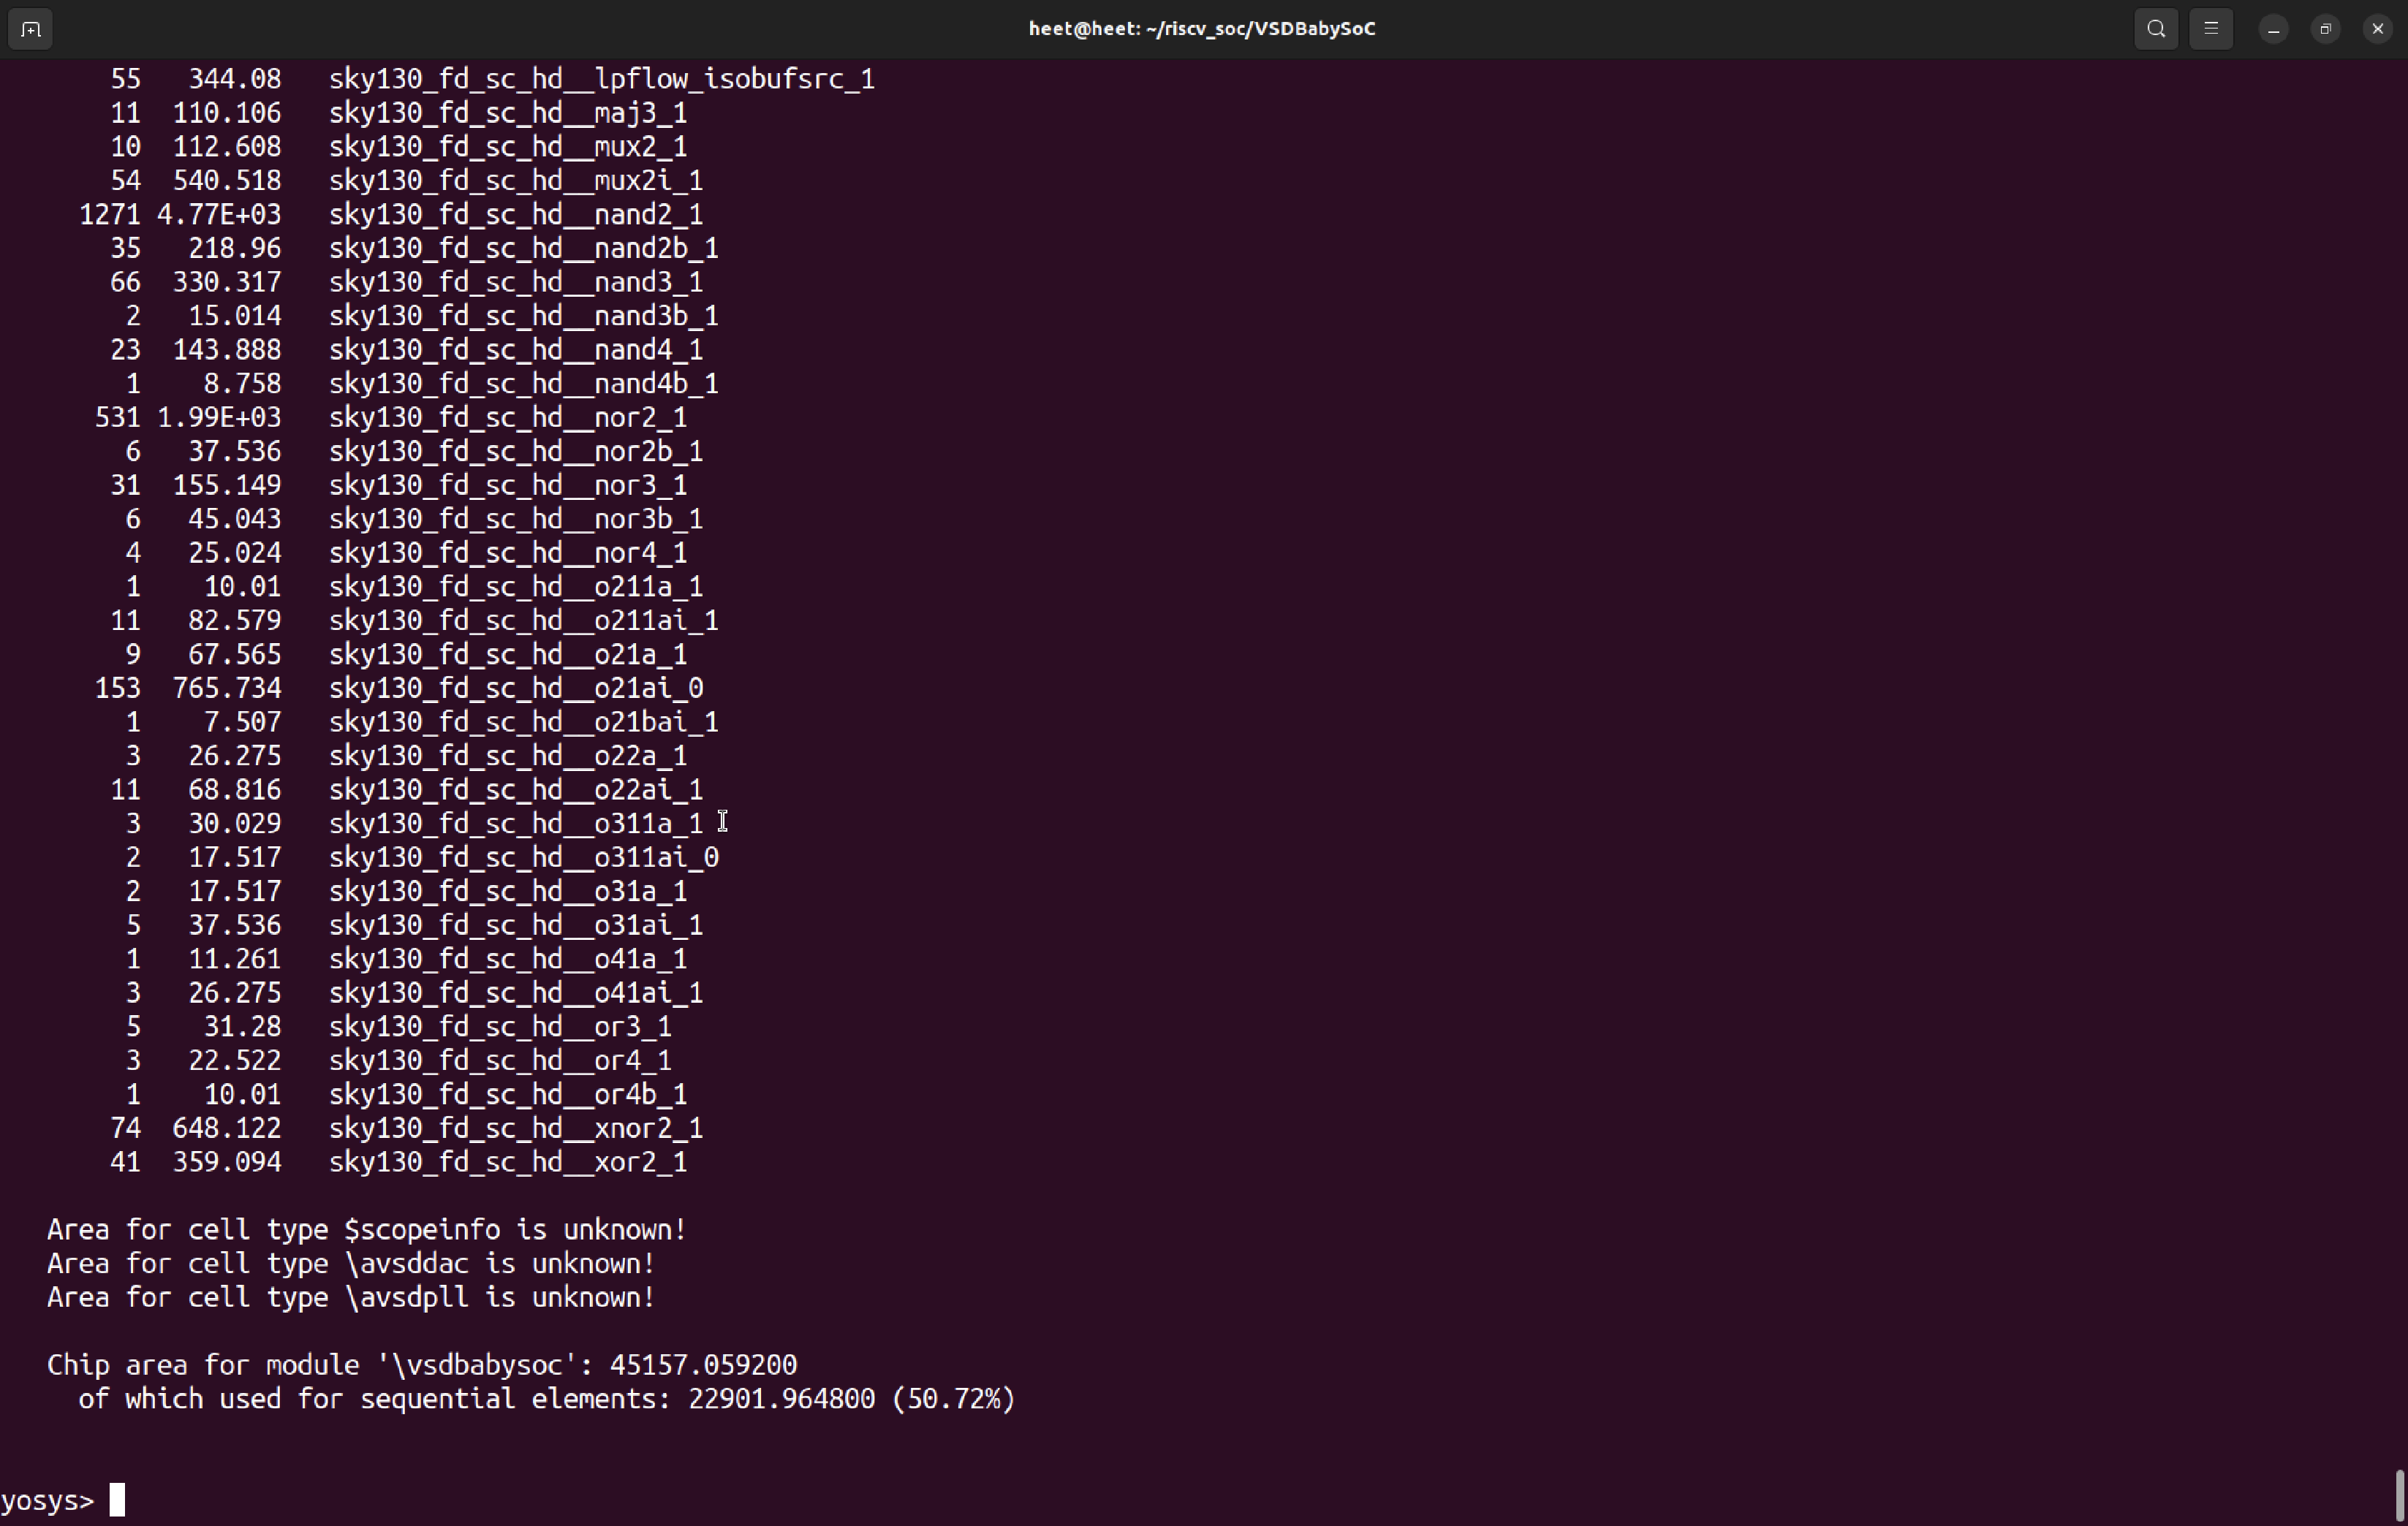 heet@heet: ~/riscv_soc/VSDBabySoC
55 344.08 sky130_fd_sc_hd__lpflow_isobufsrc_1
11 110.106 sky130_fd_sc_hd__maj3_1
10 112.608 sky130_fd_sc_hd__mux2_1
54 540.518 sky130_fd_sc_hd__mux2i_1
1271 4.77E+03 sky130_fd_sc_hd__nand2_1
35 218.96 sky130_fd_sc_hd__nand2b_1
66 330.317 sky130_fd_sc_hd__nand3_1
2 15.014 sky130_fd_sc_hd__nand3b_1
23 143.888 sky130_fd_sc_hd__nand4_1
1 8.758 sky130_fd_sc_hd__nand4b_1
531 1.99E+03 sky130_fd_sc_hd__nor2_1
6 37.536 sky130_fd_sc_hd__nor2b_1
31 155.149 sky130_fd_sc_hd__nor3_1
6 45.043 sky130_fd_sc_hd__nor3b_1
4 25.024 sky130_fd_sc_hd__nor4_1
1 10.01 sky130_fd_sc_hd__o211a_1
11 82.579 sky130_fd_sc_hd__o211ai_1
9 67.565 sky130_fd_sc_hd__o21a_1
153 765.734 sky130_fd_sc_hd__o21ai_0
1 7.507 sky130_fd_sc_hd__o21bai_1
3 26.275 sky130_fd_sc_hd__o22a_1
11 68.816 sky130_fd_sc_hd__o22ai_1
3 30.029 sky130_fd_sc_hd__o311a_1
2 17.517 sky130_fd_sc_hd__o311ai_0
2 17.517 sky130_fd_sc_hd__o31a_1
5 37.536 sky130_fd_sc_hd__o31ai_1
1 11.261 sky130_fd_sc_hd__o41a_1
3 26.275 sky130_fd_sc_hd__o41ai_1
5 31.28 sky130_fd_sc_hd__or3_1
3 22.522 sky130_fd_sc_hd__or4_1
1 10.01 sky130_fd_sc_hd__or4b_1
74 648.122 sky130_fd_sc_hd__xnor2_1
41 359.094 sky130_fd_sc_hd__xor2_1
Area for cell type $scopeinfo is unknown!
Area for cell type \avsddac is unknown!
Area for cell type \avsdpll is unknown!
Chip area for module '\vsdbabysoc': 45157.059200
of which used for sequential elements: 22901.964800 (50.72%)
yosys>